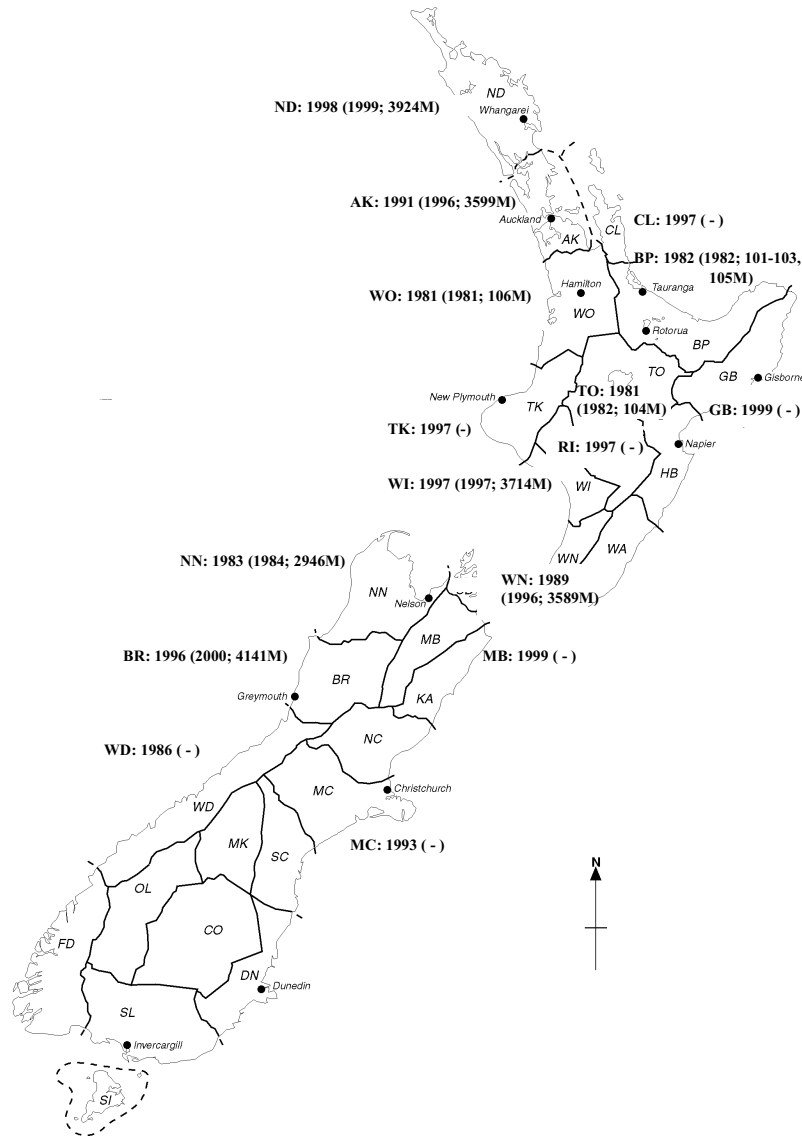 ND
Whangarei
ND: 1998 (1999; 3924M)
AK: 1991 (1996; 3599M)
Auckland
CL: 1997 ( - )
CL
AK
BP: 1982 (1982; 101-103,
105M)
Hamilton
Tauranga
WO: 1981 (1981; 106M)
WO
Rotorua
BP
TO
GB
Gisborne
New Plymouth
TO: 1981
(1982; 104M)
TK
GB: 1999 ( - )
TK: 1997 (-)
RI: 1997 ( - )
Napier
HB
WI: 1997 (1997; 3714M)
WI
WA
WN
NN: 1983 (1984; 2946M)
WN: 1989
(1996; 3589M)
NN
Nelson
MB
BR: 1996 (2000; 4141M)
MB: 1999 ( - )
BR
Greymouth
KA
NC
WD: 1986 ( - )
MC
Christchurch
WD
MK
MC: 1993 ( - )
SC
N
OL
CO
FD
DN
Dunedin
SL
Invercargill
SI